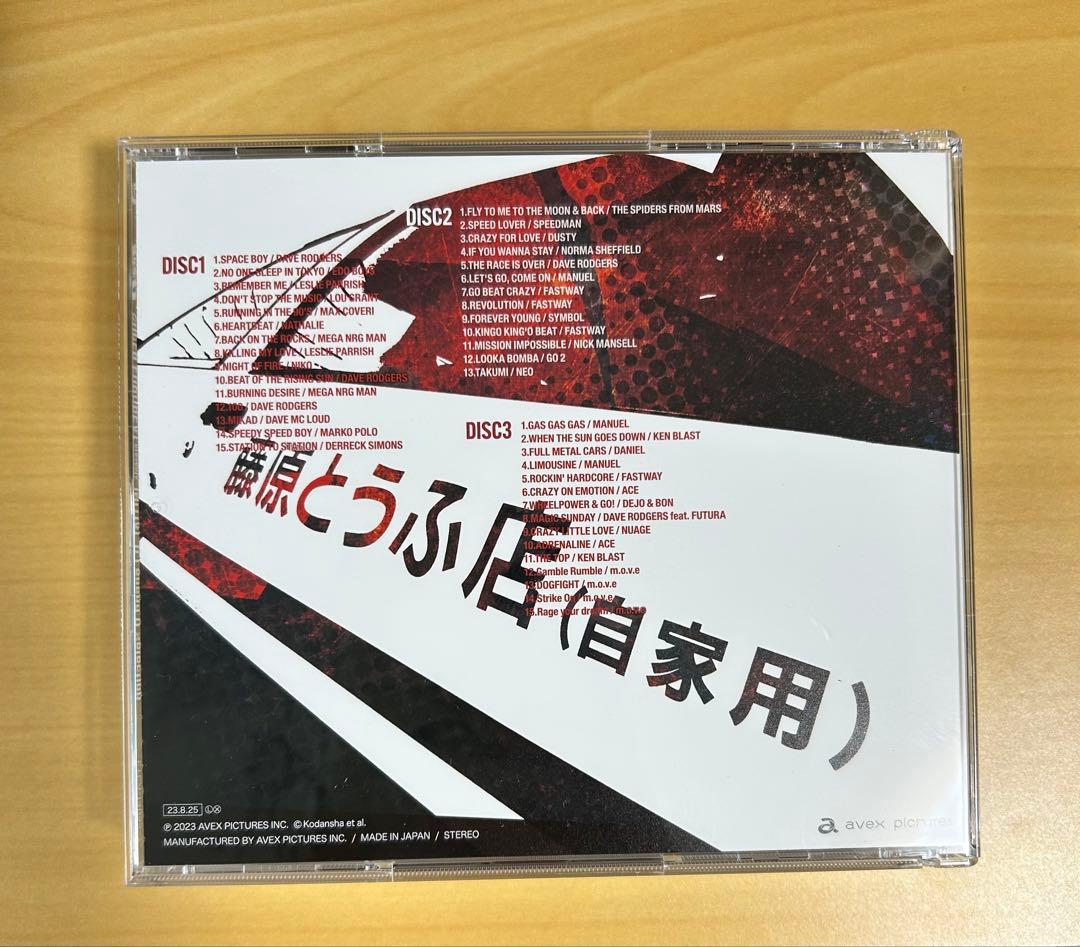 DISC1
1.SPACE BOY / DAVE RODGERS
2.NO ONE SLEEP IN TOKYO / EDO BOYS
3.REMEMBER ME / LESLIE PARRISH
4.DON'T STOP THE MUSIC / LOU GRANT
5.RUNNING IN THE 90'S / MAX COVERI
6.HEARTBEAT / NATHALIE
7.BACK ON THE ROCKS / MEGA NRG MAN
8.KILLING MY LOVE / LESLIE PARRISH
9.NIGHT OF FIRE / NIKO
10.BEAT OF THE RISING SUN / DAVE RODGERS
11.BURNING DESIRE / MEGA NRG MAN
12.100 / DAVE RODGERS
13.MIKAD / DAVE MC LOUD
14.SPEEDY SPEED BOY / MARKO POLO
15.STATION TO STATION / DERRECK SIMONS
DISC2
1.FLY TO ME TO THE MOON & BACK / THE SPIDERS FROM MARS
2.SPEED LOVER / SPEEDMAN
3.CRAZY FOR LOVE / DUSTY
4.IF YOU WANNA STAY / NORMA SHEFFIELD
5.THE RACE IS OVER / DAVE RODGERS
6.LET'S GO, COME ON / MANUEL
7.GO BEAT CRAZY / FASTWAY
8.REVOLUTION / FASTWAY
9.FOREVER YOUNG / SYMBOL
10.KINGO KING'O BEAT / FASTWAY
11.MISSION IMPOSSIBLE / NICK MANSELL
12.LOOKA BOMBA / GO 2
13.TAKUMI / NEO
DISC3
1.GAS GAS GAS / MANUEL
2.WHEN THE SUN GOES DOWN / KEN BLAST
3.FULL METAL CARS / DANIEL
4.LIMOUSINE / MANUEL
5.ROCKIN' HARDCORE / FASTWAY
6.CRAZY ON EMOTION / ACE
7.WHEELPOWER & GO! / DEJO & BON
8.MAGIC SUNDAY / DAVE RODGERS feat. FUTURA
9.CRAZY LITTLE LOVE / NUAGE
10.ADRENALINE / ACE
11.THE TOP / KEN BLAST
12.Gamble Rumble / m.o.v.e
13.DOGFIGHT / m.o.v.e
14.Strike On / m.o.v.e
15.Rage your dream / m.o.v.e
藤原とうふ店(自家用)
23.8.25 Ⓛ Ⓧ
℗ 2023 AVEX PICTURES INC. ©Kodansha et al.
MANUFACTURED BY AVEX PICTURES INC. / MADE IN JAPAN / STEREO
avex pictures